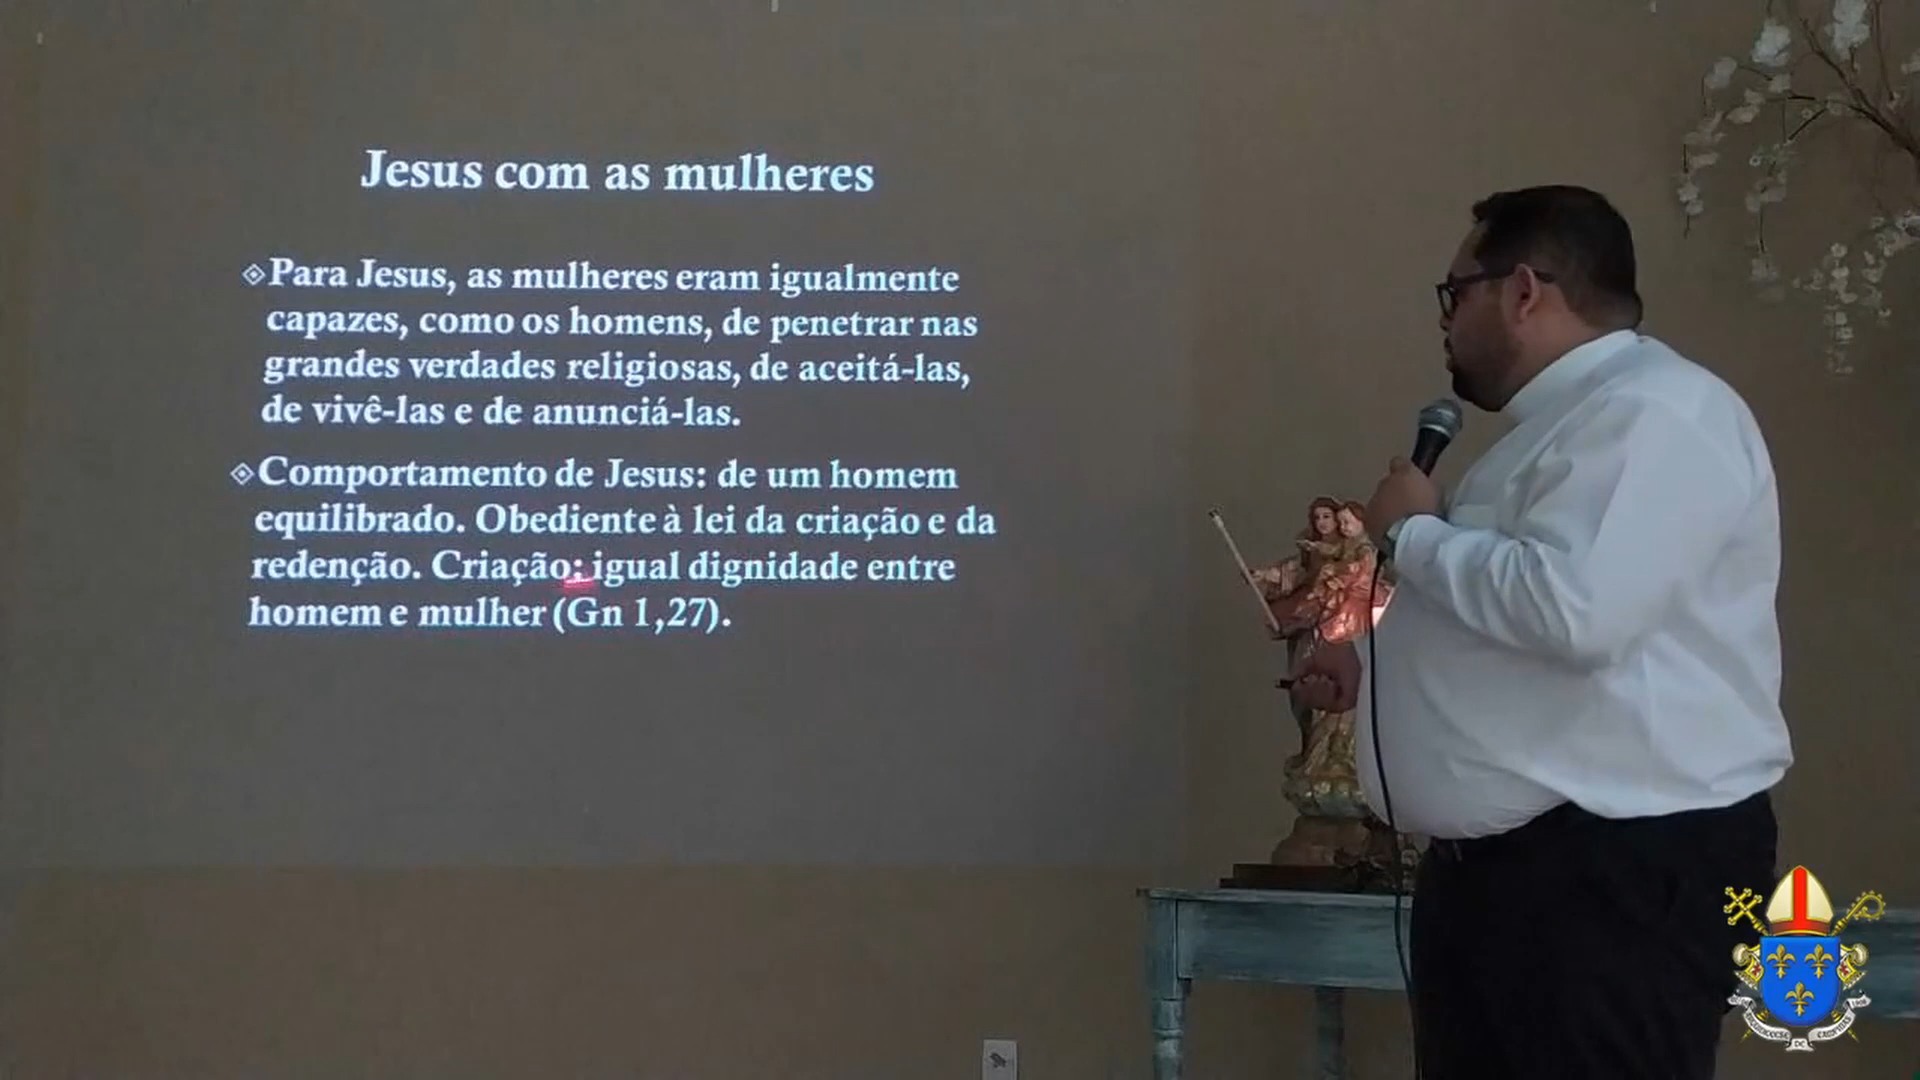 Jesus com as mulheres
Para Jesus, as mulheres eram igualmente
capazes, como os homens, de penetrar nas
grandes verdades religiosas, de aceitá-las,
de vivê-las e de anunciá-las.
Comportamento de Jesus: de um homem
equilibrado. Obediente à lei da criação e da
redenção. Criação: igual dignidade entre
homem e mulher (Gn 1,27).